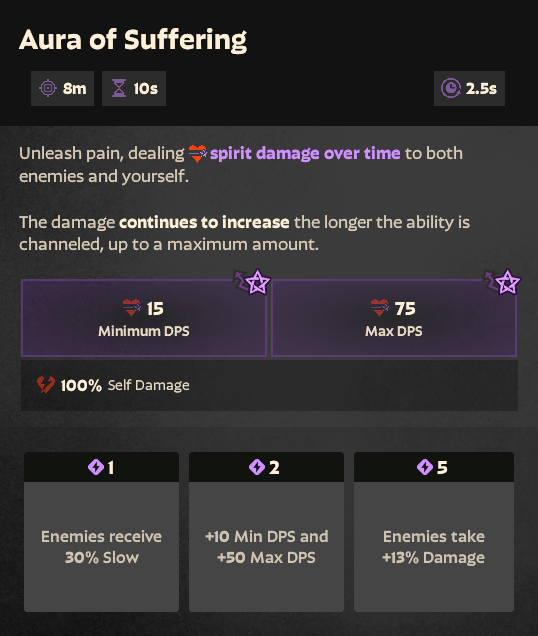 Aura of Suffering
8m 10s 2.5s
Unleash pain, dealing spirit damage over time to both
enemies and yourself.
The damage continues to increase the longer the ability is
channeled, up to a maximum amount.
15 75
Minimum DPS Max DPS
100% Self Damage
1 2 5
Enemies receive +10 Min DPS and Enemies take
30% Slow +50 Max DPS +13% Damage